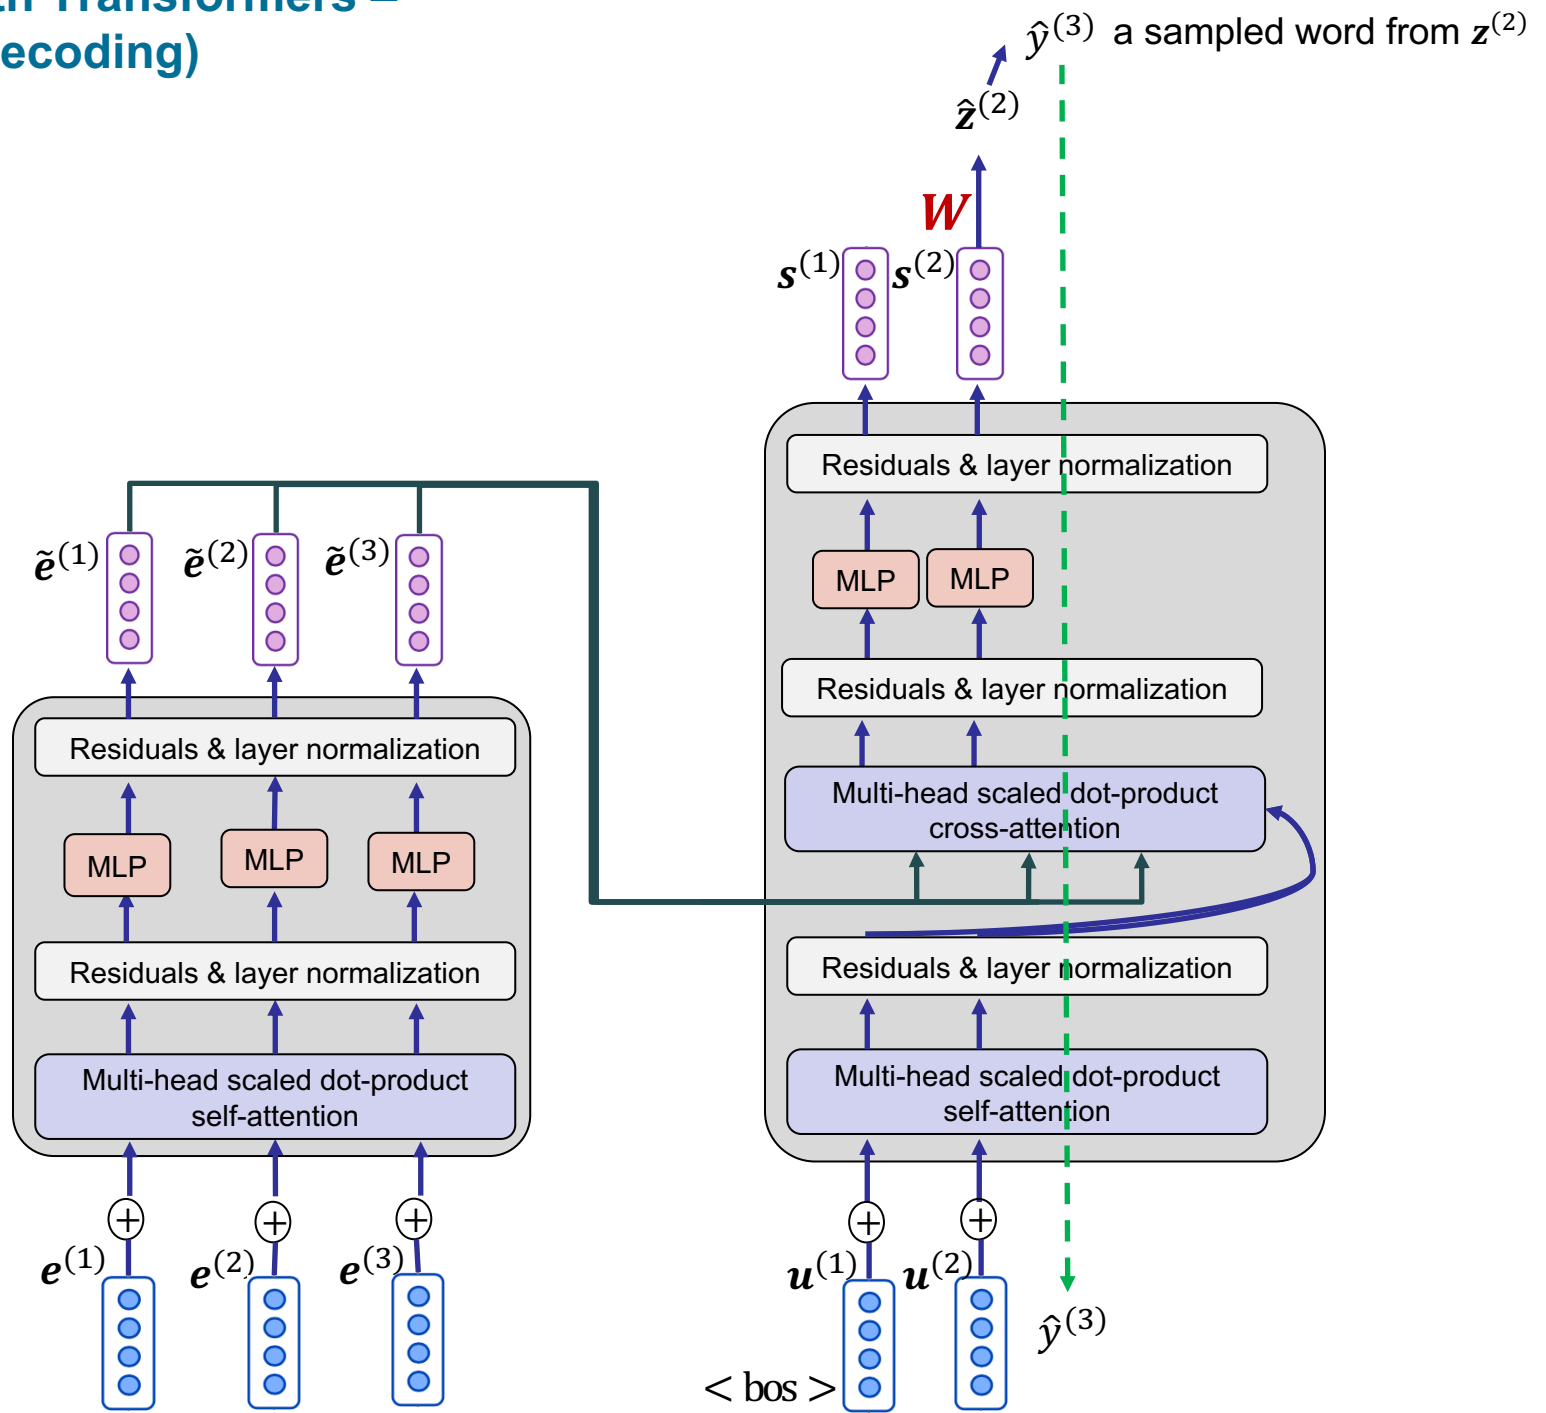 Transformers –
ecoding)
ŷ⁽³⁾ a sampled word from z⁽²⁾
ẑ⁽²⁾
W
s⁽¹⁾ s⁽²⁾
Residuals & layer normalization
MLP MLP
Residuals & layer normalization
Multi-head scaled dot-product
cross-attention
Residuals & layer normalization
Multi-head scaled dot-product
self-attention
u⁽¹⁾ u⁽²⁾
ŷ⁽³⁾
< bos >
ẽ⁽¹⁾ ẽ⁽²⁾ ẽ⁽³⁾
Residuals & layer normalization
MLP MLP MLP
Residuals & layer normalization
Multi-head scaled dot-product
self-attention
+ + +
e⁽¹⁾ e⁽²⁾ e⁽³⁾
+ +